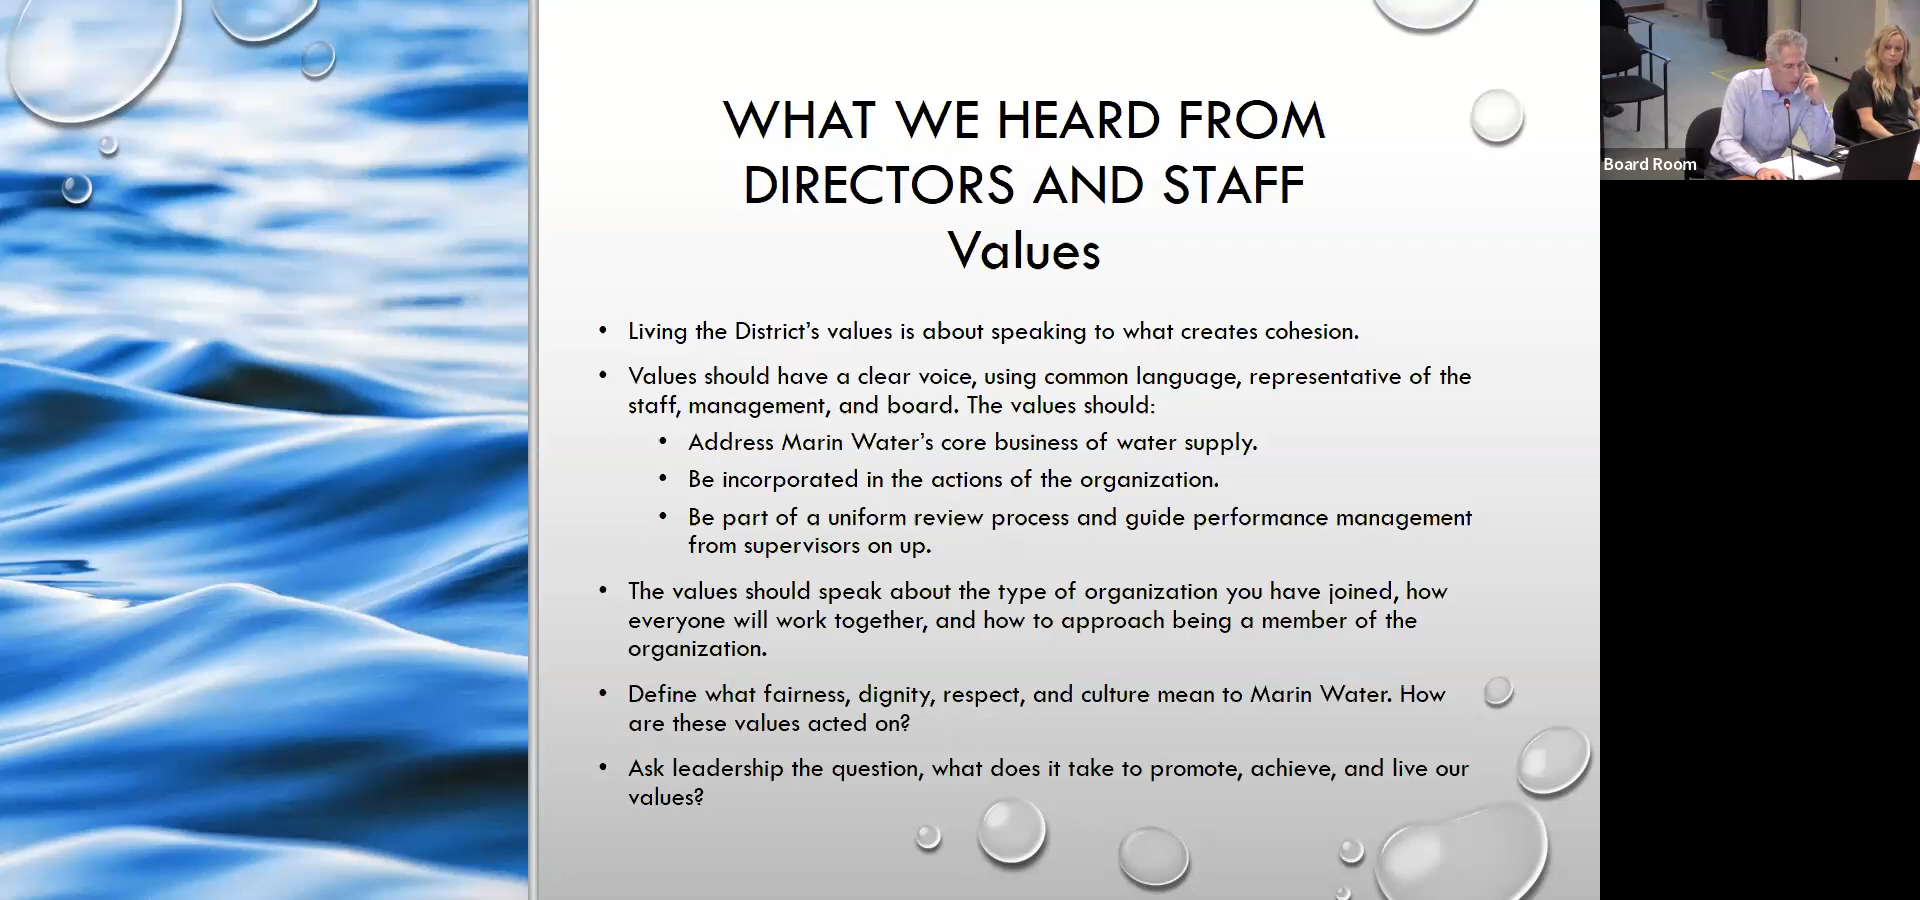 WHAT WE HEARD FROM
DIRECTORS AND STAFF
Values
• Living the District’s values is about speaking to what creates cohesion.
• Values should have a clear voice, using common language, representative of the
staff, management, and board. The values should:
• Address Marin Water’s core business of water supply.
• Be incorporated in the actions of the organization.
• Be part of a uniform review process and guide performance management
from supervisors on up.
• The values should speak about the type of organization you have joined, how
everyone will work together, and how to approach being a member of the
organization.
• Define what fairness, dignity, respect, and culture mean to Marin Water. How
are these values acted on?
• Ask leadership the question, what does it take to promote, achieve, and live our
values?
Board Room